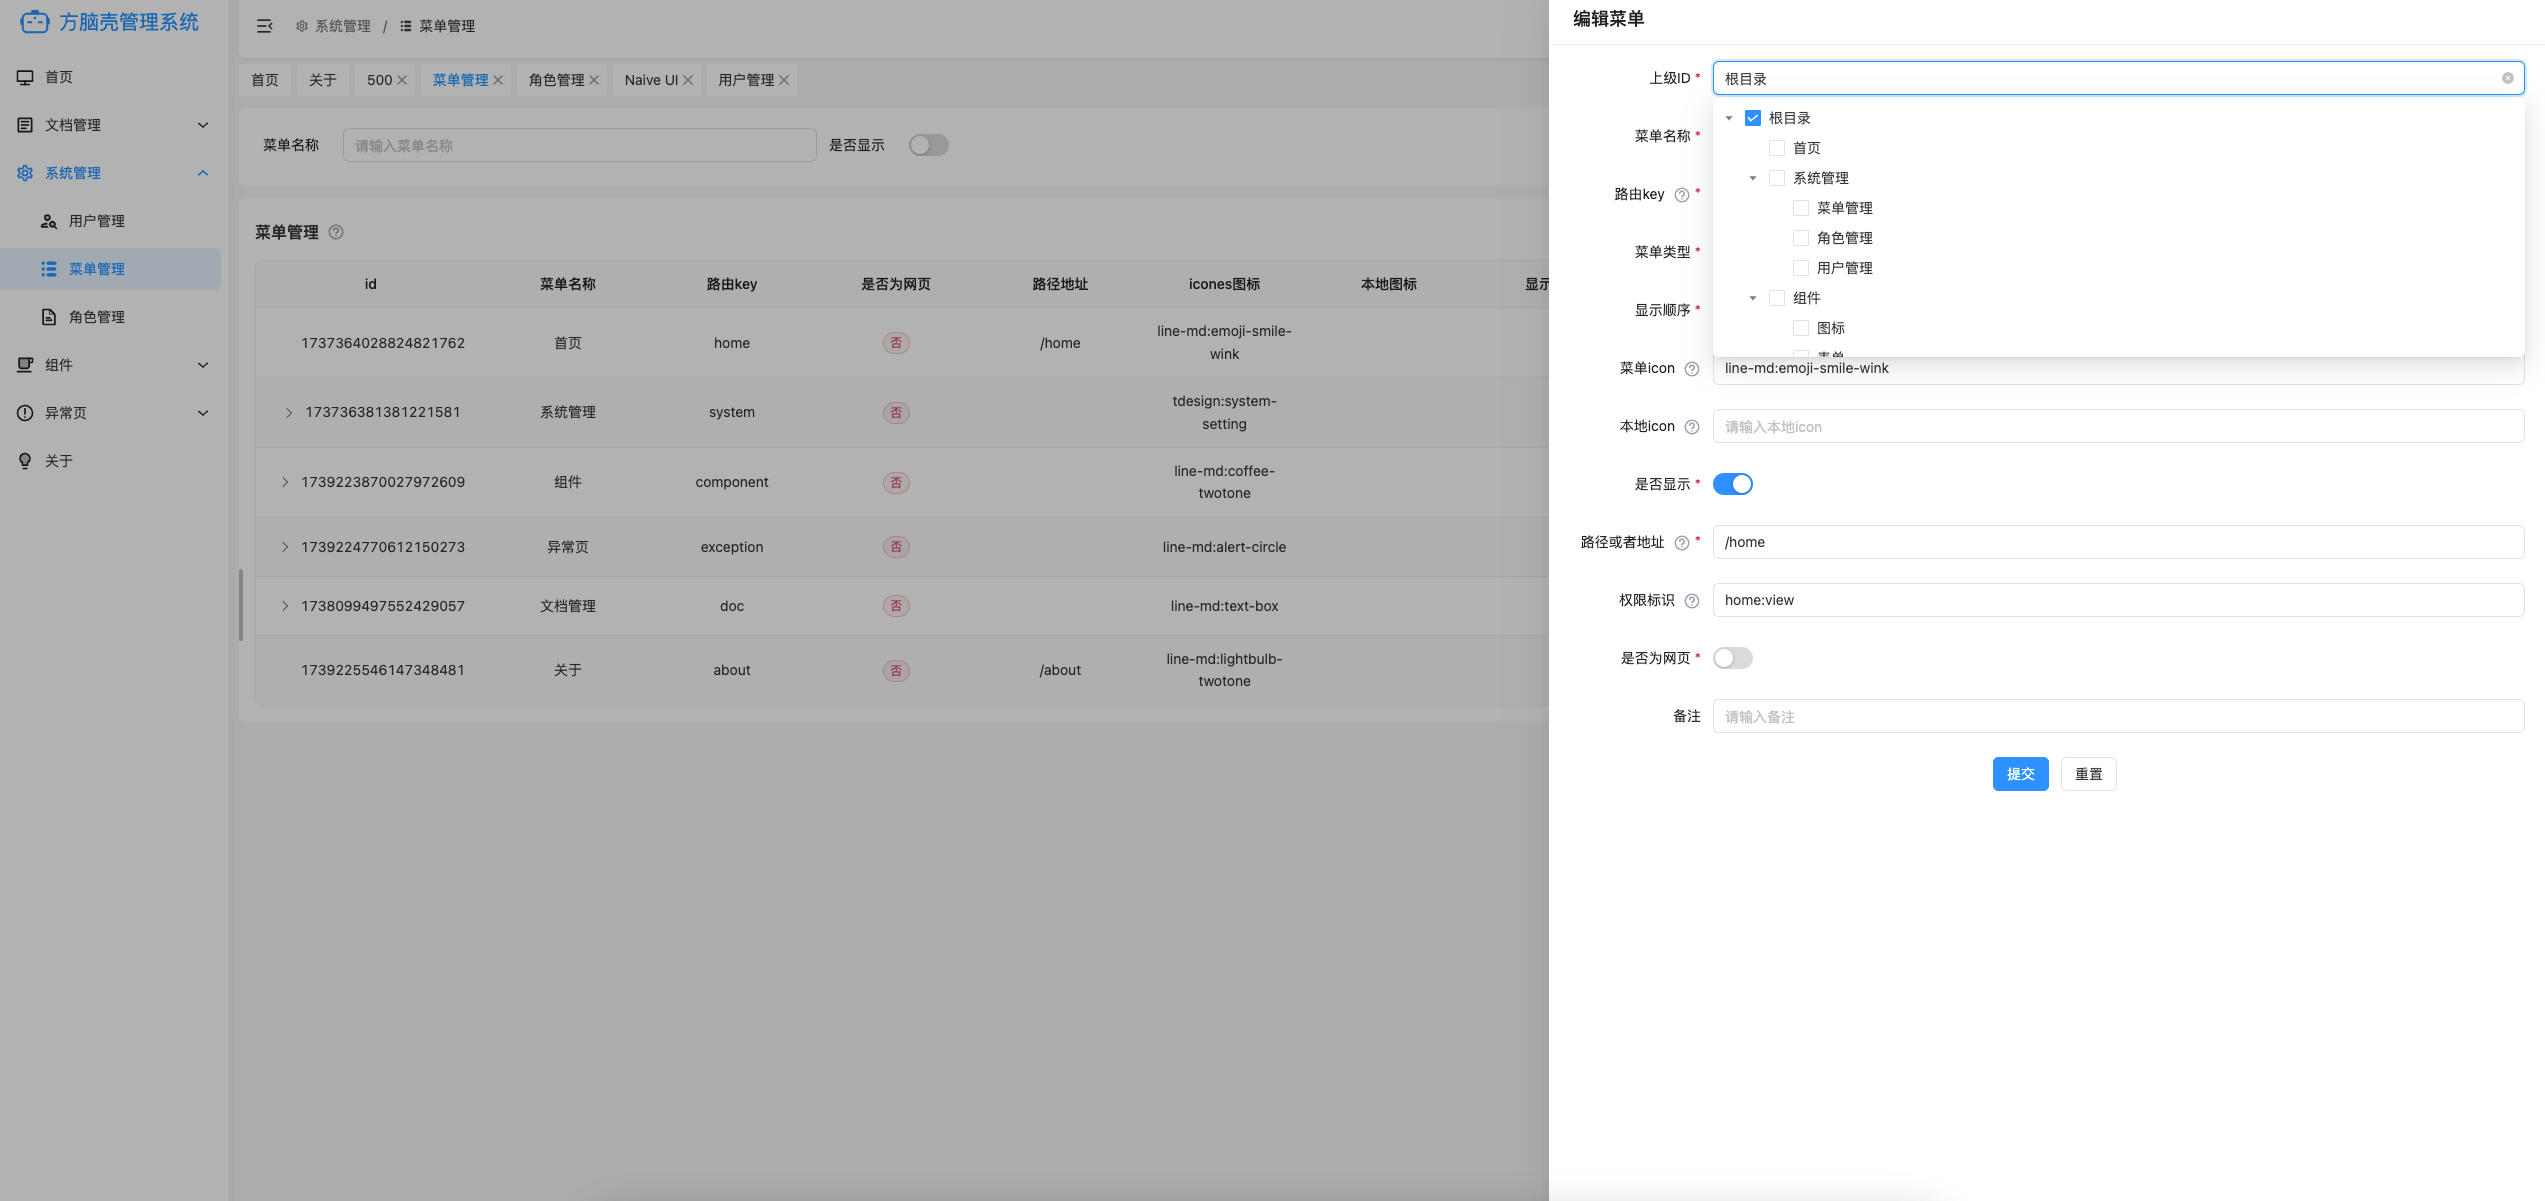 方脑壳管理系统
首页
文档管理
系统管理
用户管理
菜单管理
角色管理
组件
异常页
关于
系统管理 / 菜单管理
首页 关于 500 菜单管理 角色管理 Naive UI 用户管理
菜单名称 请输入菜单名称 是否显示
菜单管理
id 菜单名称 路由key 是否为网页 路径地址 icones图标 本地图标 显示
1737364028824821762 首页 home 否 /home line-md:emoji-smile-
wink
173736381381221581 系统管理 system 否 tdesign:system-
setting
1739223870027972609 组件 component 否 line-md:coffee-
twotone
1739224770612150273 异常页 exception 否 line-md:alert-circle
1738099497552429057 文档管理 doc 否 line-md:text-box
1739225546147348481 关于 about 否 /about line-md:lightbulb-
twotone
编辑菜单
上级ID * 根目录
根目录
首页
系统管理
菜单管理
角色管理
用户管理
组件
图标
菜单名称 *
路由key *
菜单类型 *
显示顺序 *
菜单icon line-md:emoji-smile-wink
本地icon 请输入本地icon
是否显示 *
路径或者地址 * /home
权限标识 home:view
是否为网页 *
备注 请输入备注
提交 重置